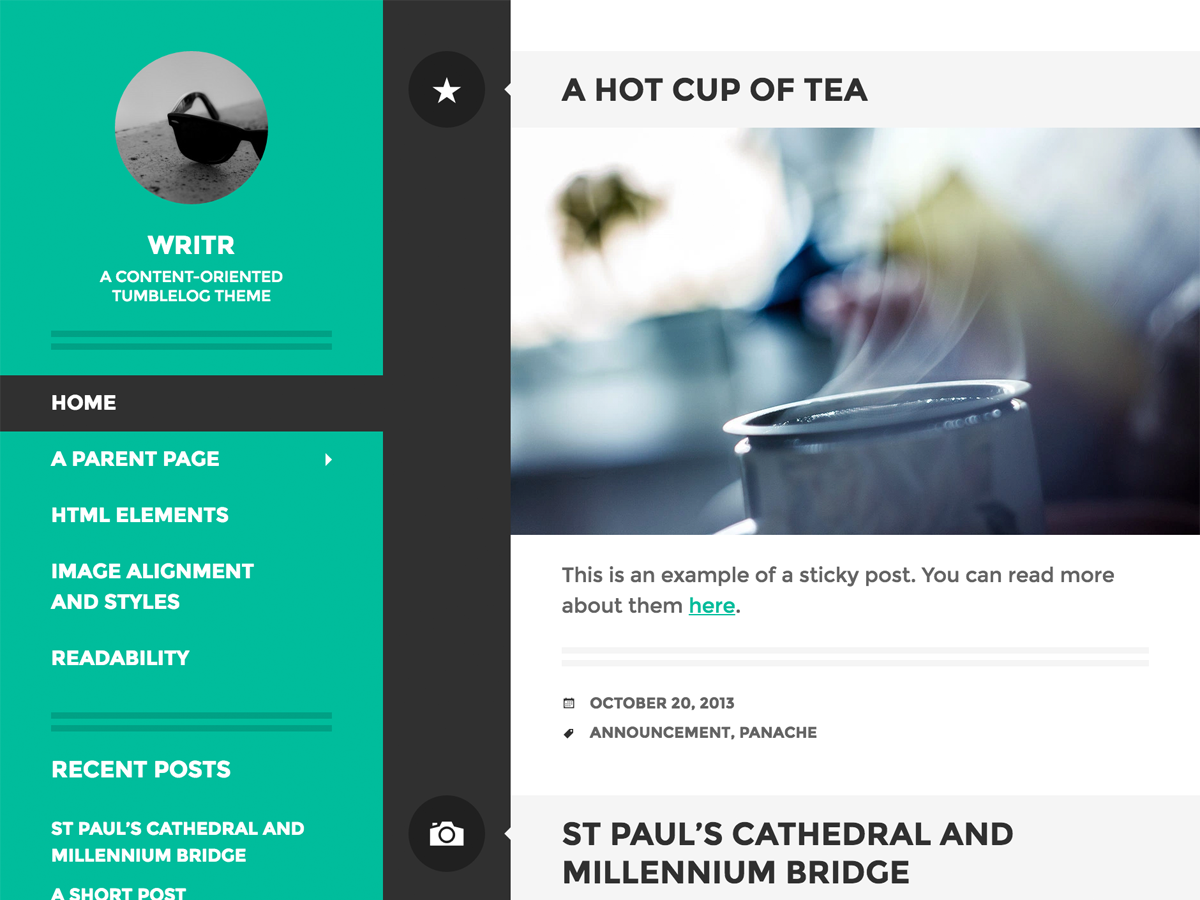 WRITR
A CONTENT-ORIENTED
TUMBLELOG THEME
HOME
A PARENT PAGE
HTML ELEMENTS
IMAGE ALIGNMENT
AND STYLES
READABILITY
RECENT POSTS
ST PAUL’S CATHEDRAL AND
MILLENNIUM BRIDGE
A SHORT POST
A HOT CUP OF TEA
This is an example of a sticky post. You can read more
about them here.
OCTOBER 20, 2013
ANNOUNCEMENT, PANACHE
ST PAUL’S CATHEDRAL AND
MILLENNIUM BRIDGE